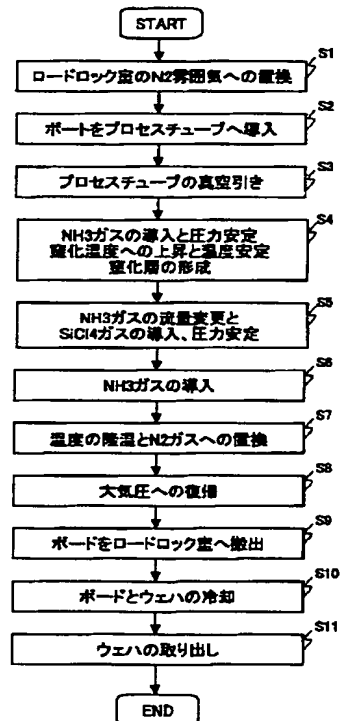 START
S1
ロードロック室のN2雰囲気への置換
S2
ボートをプロセスチューブへ導入
S3
プロセスチューブの真空引き
S4
NH3ガスの導入と圧力安定
窒化温度への上昇と温度安定
窒化層の形成
S5
NH3ガスの流量変更と
SiCl4ガスの導入、圧力安定
S6
NH3ガスの導入
S7
温度の降温とN2ガスへの置換
S8
大気圧への復帰
S9
ボードをロードロック室へ搬出
S10
ボードとウェハの冷却
S11
ウェハの取り出し
END